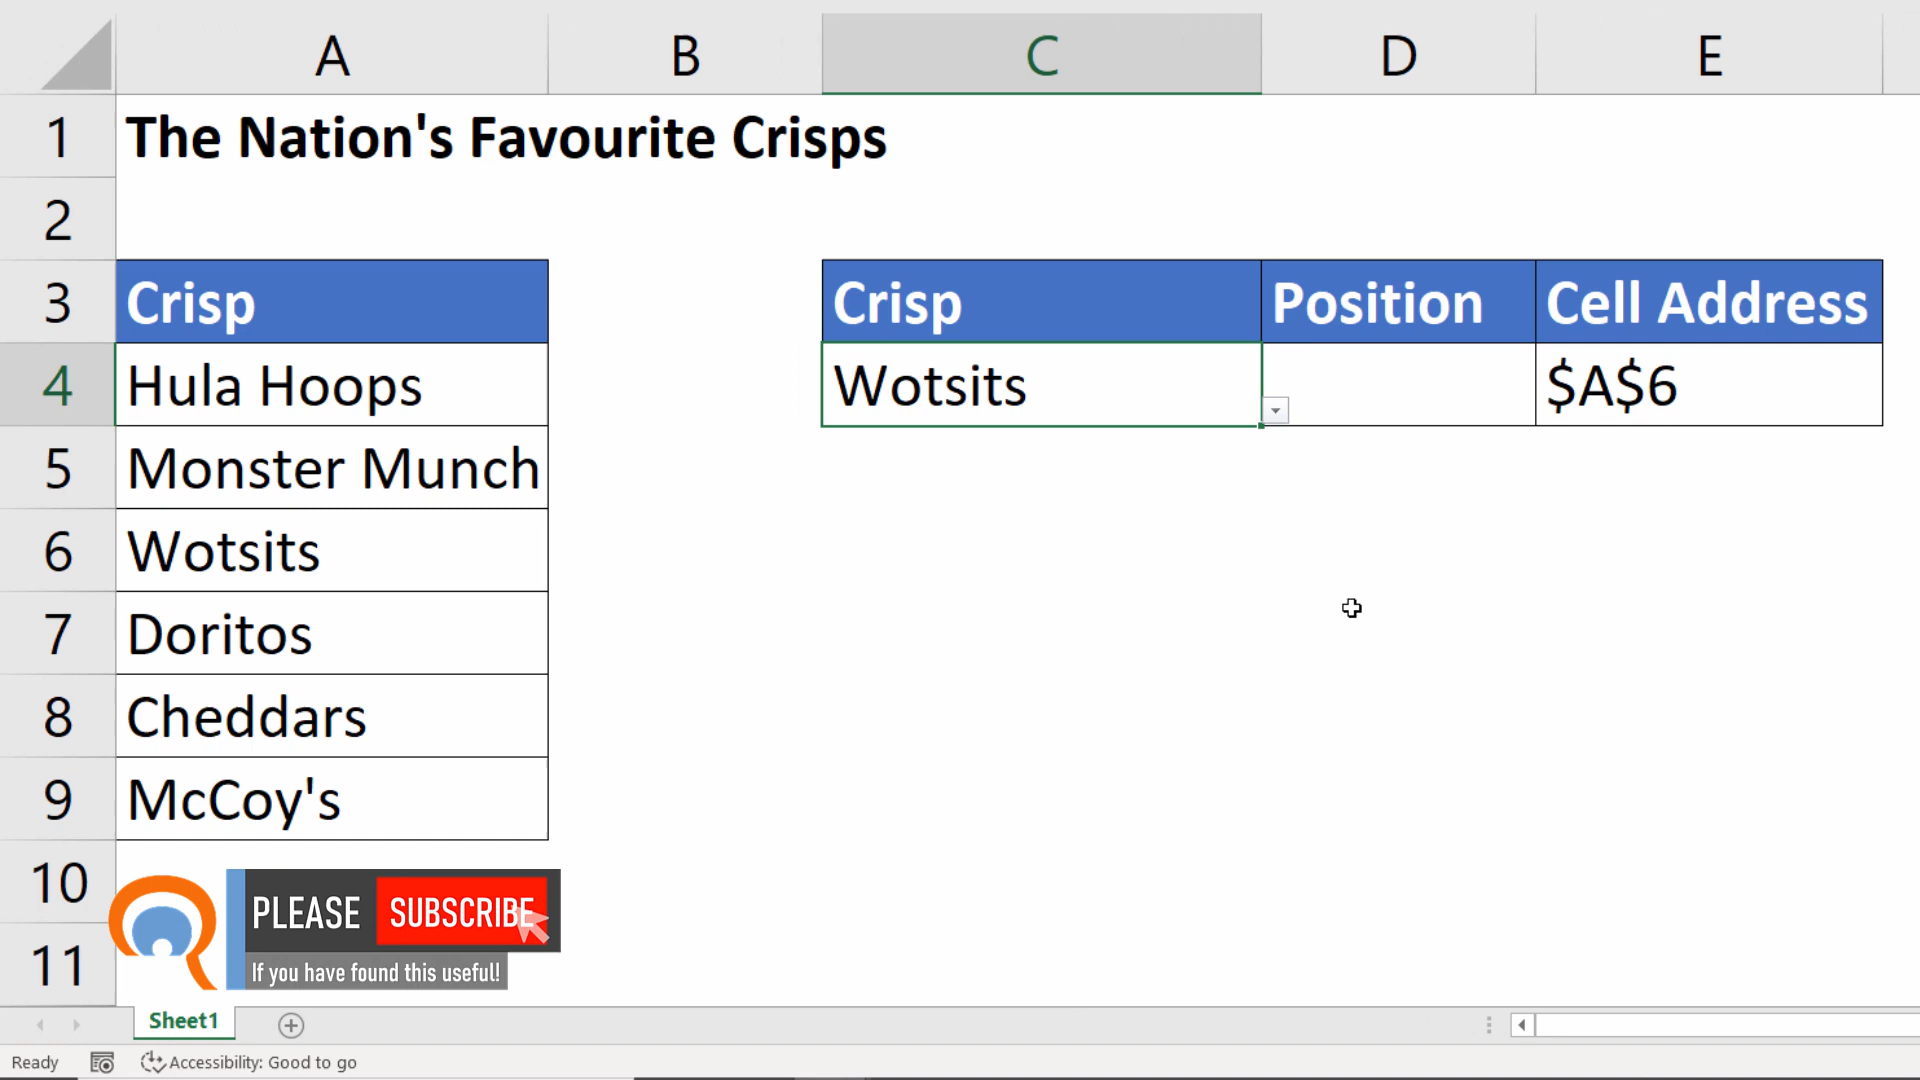 A B C D E
1 The Nation's Favourite Crisps
2
3 Crisp Crisp Position Cell Address
4 Hula Hoops Wotsits $A$6
5 Monster Munch
6 Wotsits
7 Doritos
8 Cheddars
9 McCoy's
10
PLEASE SUBSCRIBE
If you have found this useful!
11
Sheet1
Ready Accessibility: Good to go